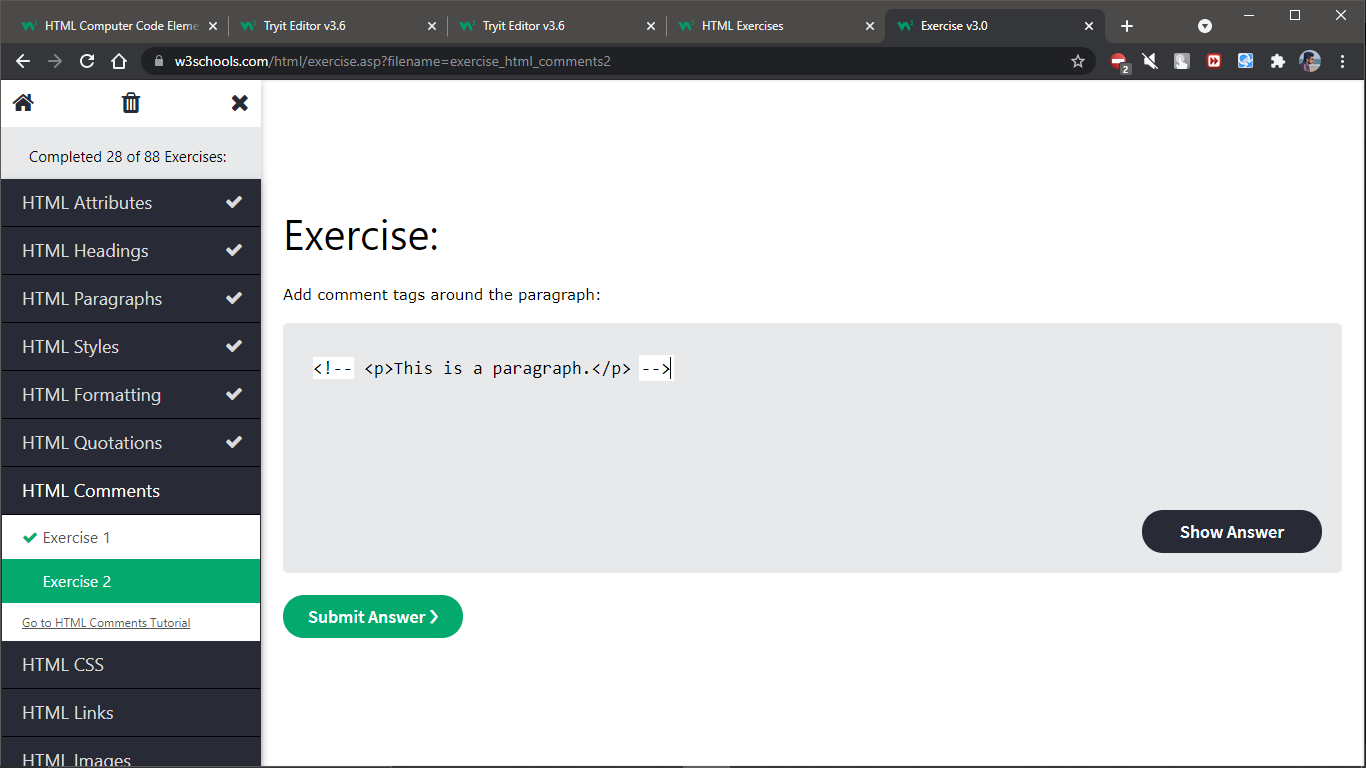 HTML Computer Code Eleme
Tryit Editor v3.6
Tryit Editor v3.6
HTML Exercises
Exercise v3.0
w3schools.com/html/exercise.asp?filename=exercise_html_comments2
2
Completed 28 of 88 Exercises:
HTML Attributes
HTML Headings
HTML Paragraphs
HTML Styles
HTML Formatting
HTML Quotations
HTML Comments
Exercise 1
Exercise 2
Go to HTML Comments Tutorial
HTML CSS
HTML Links
HTML Images
Exercise:
Add comment tags around the paragraph:
<!-- <p>This is a paragraph.</p> -->
Show Answer
Submit Answer ❯